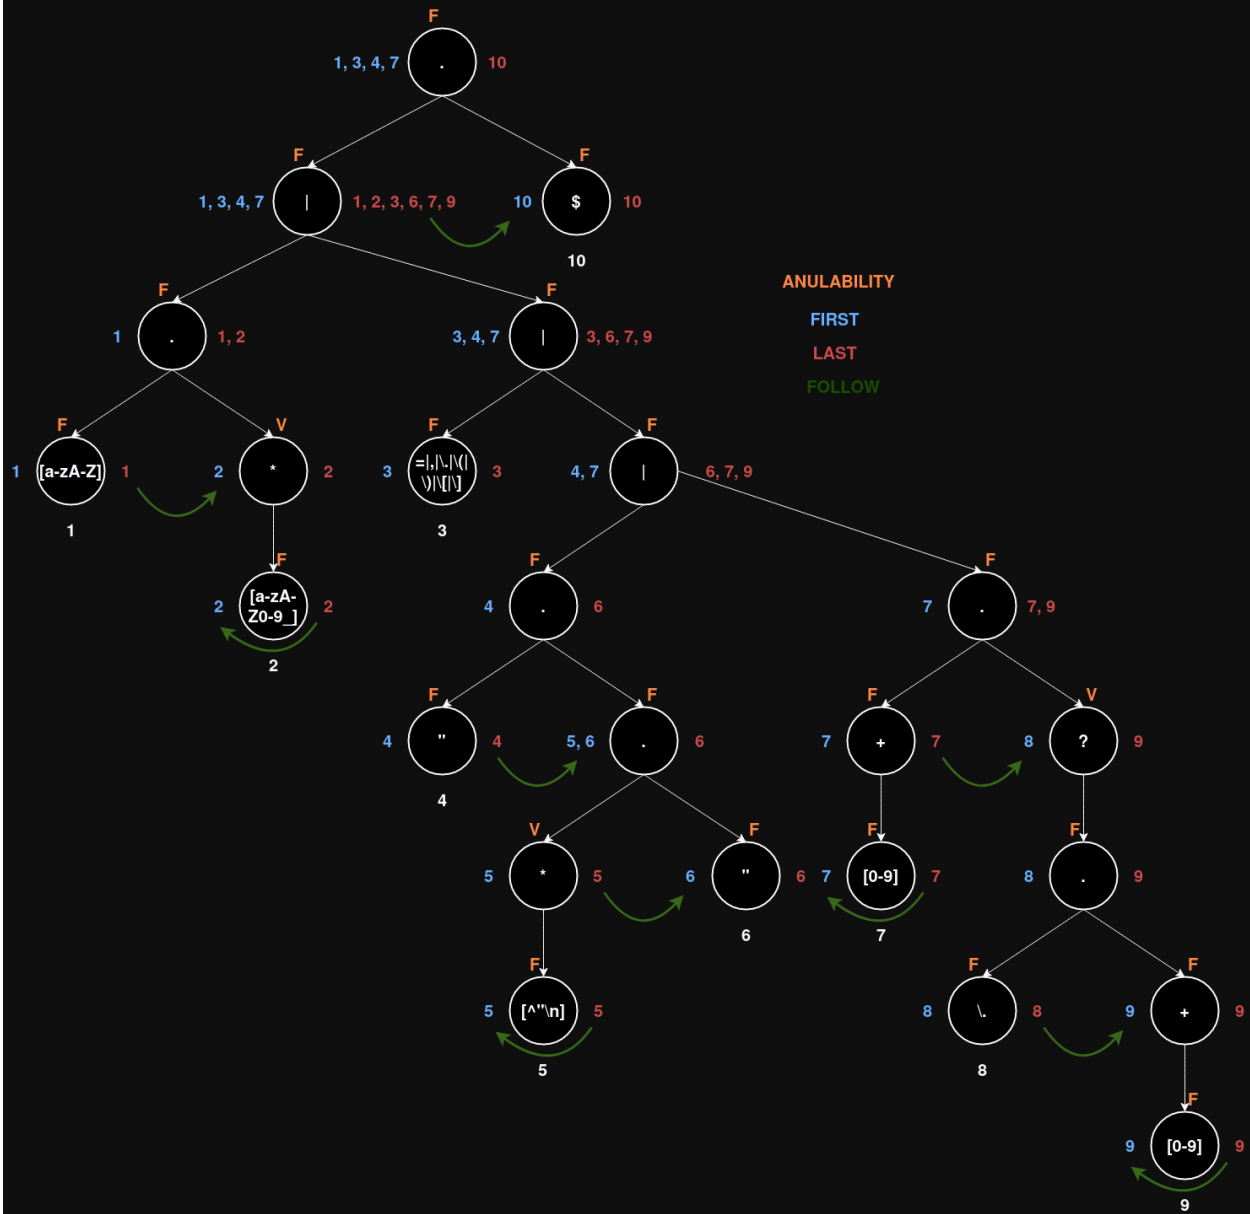 F
1, 3, 4, 7 . 10
F F
1, 3, 4, 7 | 1, 2, 3, 6, 7, 9 10 $ 10
10
ANULABILITY
F F
FIRST
1 . 1, 2 3, 4, 7 | 3, 6, 7, 9
LAST
FOLLOW
F V F F
1 [a-zA-Z] 1 2 * 2 3 =|,|\.|\(| 3 4, 7 | 6, 7, 9
\)|\[|\]
1 3
F F F
2 [a-zA- 2 4 . 6 7 . 7, 9
Z0-9_]
2
F F F V
4 " 4 5, 6 . 6 7 + 7 8 ? 9
4
V F F F
5 * 5 6 " 6 7 [0-9] 7 8 . 9
6 7
F F F
5 [^"\n] 5 8 \. 8 9 + 9
5 8
F
9 [0-9] 9
9